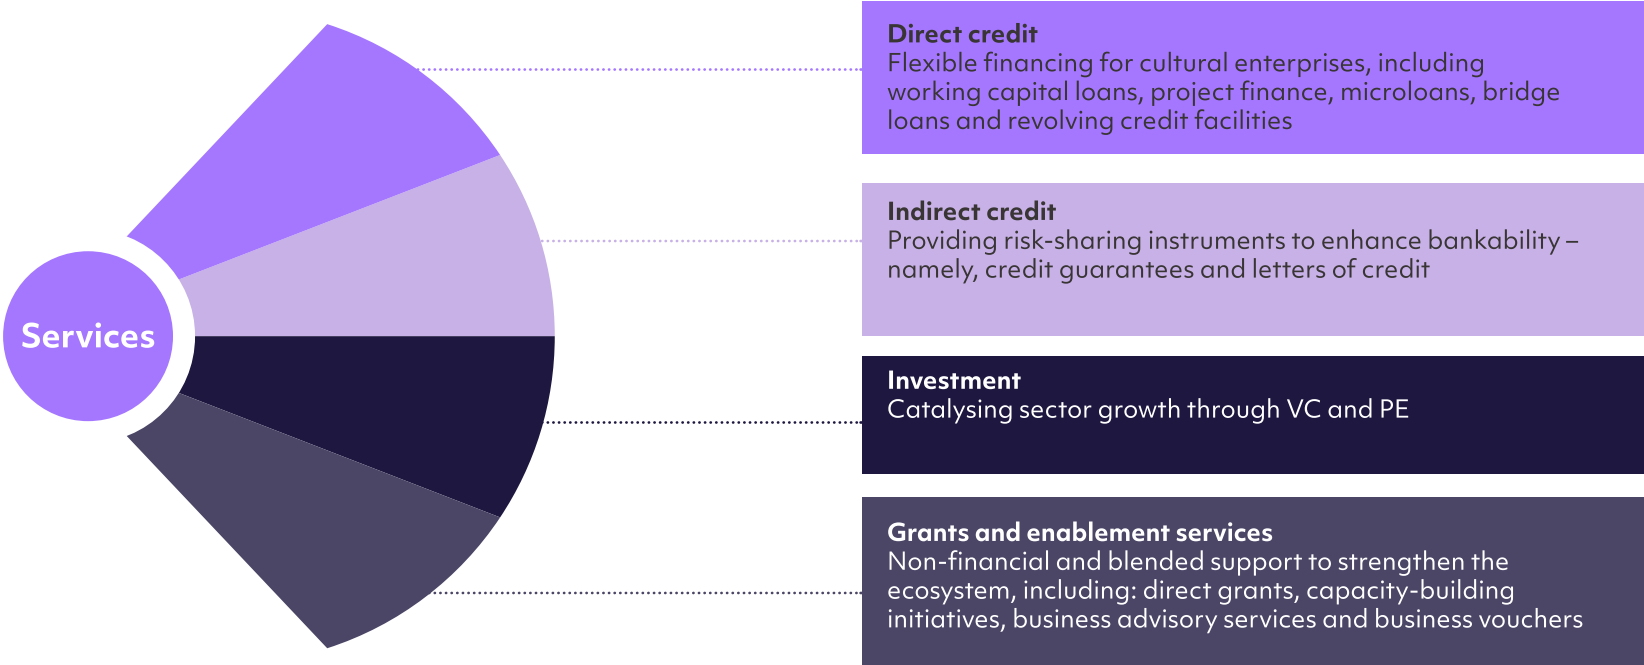 Services
Direct credit
Flexible financing for cultural enterprises, including
working capital loans, project finance, microloans, bridge
loans and revolving credit facilities
Indirect credit
Providing risk-sharing instruments to enhance bankability –
namely, credit guarantees and letters of credit
Investment
Catalysing sector growth through VC and PE
Grants and enablement services
Non-financial and blended support to strengthen the
ecosystem, including: direct grants, capacity-building
initiatives, business advisory services and business vouchers